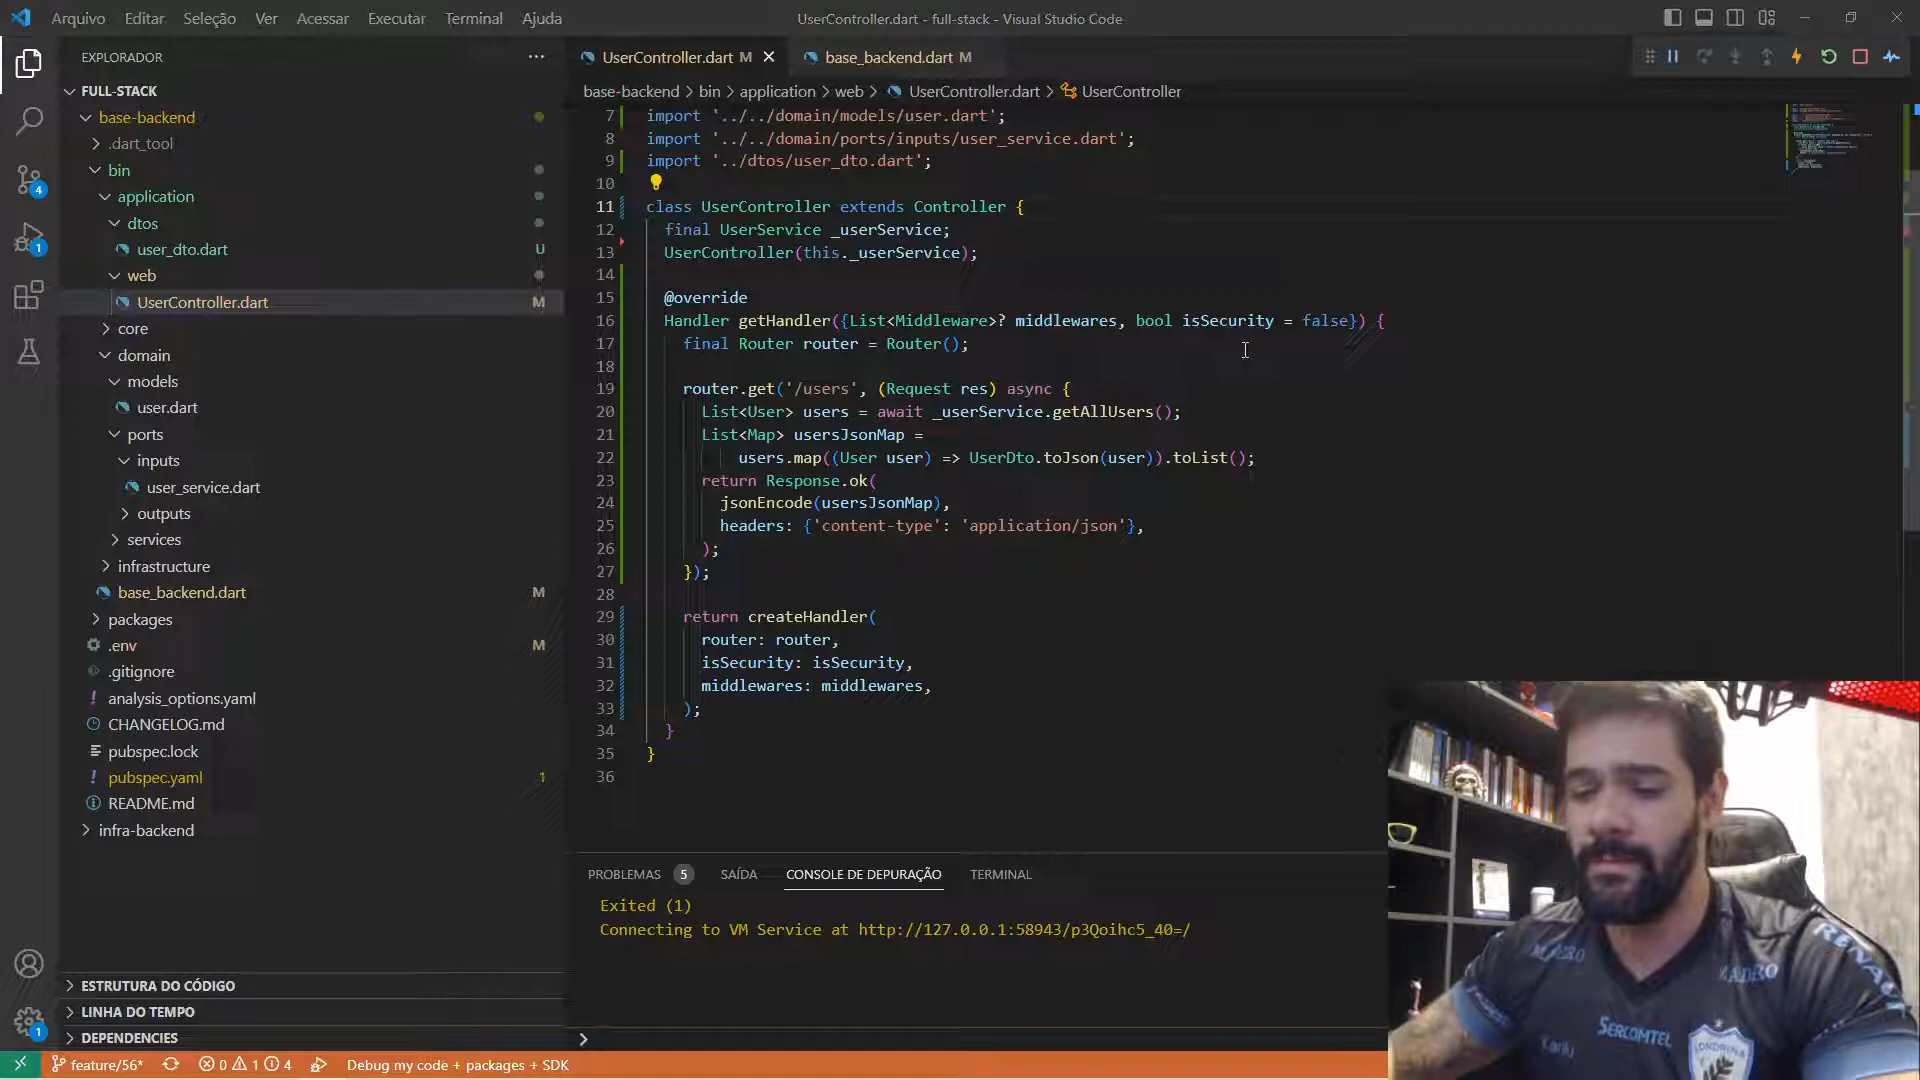 Arquivo Editar Seleção Ver Acessar Executar Terminal Ajuda
UserController.dart - full-stack - Visual Studio Code
EXPLORADOR
FULL-STACK
base-backend
.dart_tool
bin
application
dtos
user_dto.dart U
web
UserController.dart M
core
domain
models
user.dart
ports
inputs
user_service.dart
outputs
services
infrastructure
base_backend.dart M
packages
.env M
.gitignore
analysis_options.yaml
CHANGELOG.md
pubspec.lock
pubspec.yaml 1
README.md
infra-backend
ESTRUTURA DO CÓDIGO
LINHA DO TEMPO
DEPENDENCIES
4
1
1
UserController.dart M base_backend.dart M
base-backend > bin > application > web > UserController.dart > UserController
7 import '../../domain/models/user.dart';
8 import '../../domain/ports/inputs/user_service.dart';
9 import '../dtos/user_dto.dart';
10
11 class UserController extends Controller {
12 final UserService _userService;
13 UserController(this._userService);
14
15 @override
16 Handler getHandler({List<Middleware>? middlewares, bool isSecurity = false}) {
17 final Router router = Router();
18
19 router.get('/users', (Request res) async {
20 List<User> users = await _userService.getAllUsers();
21 List<Map> usersJsonMap =
22 users.map((User user) => UserDto.toJson(user)).toList();
23 return Response.ok(
24 jsonEncode(usersJsonMap),
25 headers: {'content-type': 'application/json'},
26 );
27 });
28
29 return createHandler(
30 router: router,
31 isSecurity: isSecurity,
32 middlewares: middlewares,
33 );
34 }
35 }
36
PROBLEMAS 5 SAÍDA CONSOLE DE DEPURAÇÃO TERMINAL
Exited (1)
Connecting to VM Service at http://127.0.0.1:58943/p3Qoihc5_40=/
feature/56* 0 1 4 Debug my code + packages + SDK
SERCOMTEL
LONDRINA